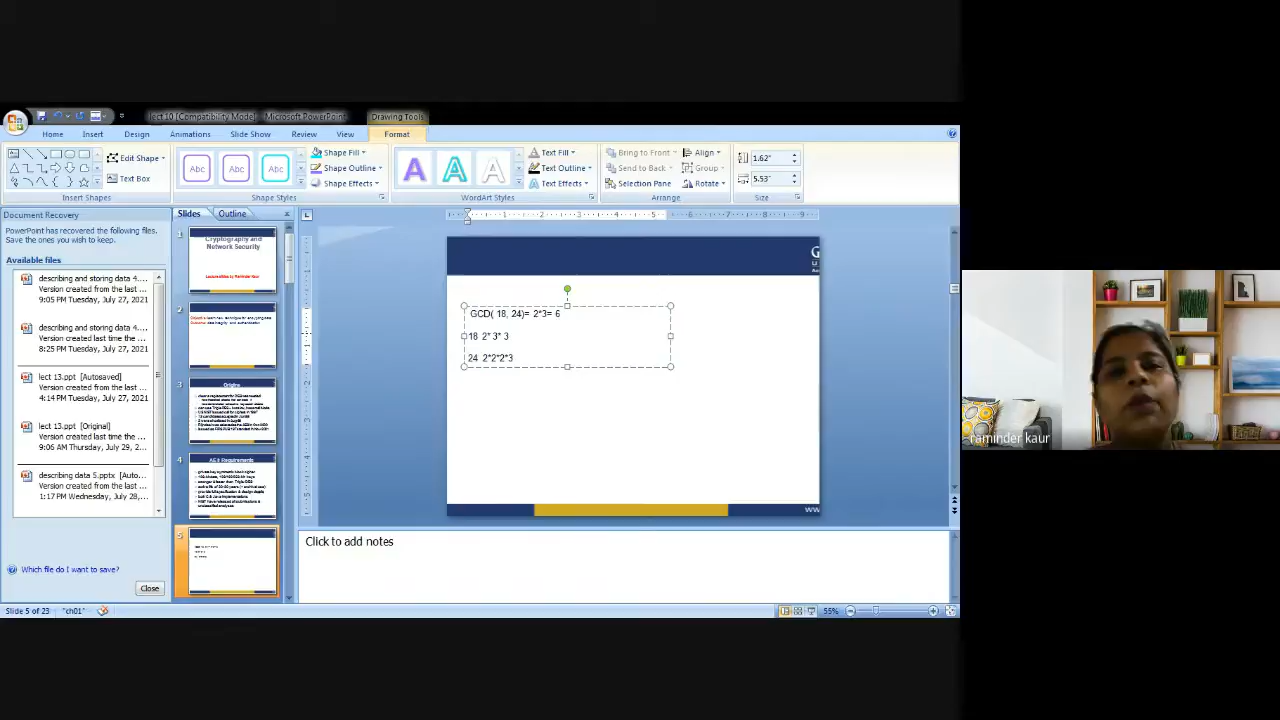 lect 10 [Compatibility Mode] - Microsoft PowerPoint
Drawing Tools
Home Insert Design Animations Slide Show Review View Format
Edit Shape
Text Box
Insert Shapes
Abc Abc Abc
Shape Fill
Shape Outline
Shape Effects
Shape Styles
A A A
Text Fill
Text Outline
Text Effects
WordArt Styles
Bring to Front
Send to Back
Selection Pane
Align
Group
Rotate
Arrange
1.62"
5.53"
Size
Document Recovery
PowerPoint has recovered the following files.
Save the ones you wish to keep.
Available files
describing and storing data 4....
Version created from the last ...
9:05 PM Tuesday, July 27, 2021
describing and storing data 4....
Version created from the last ...
8:25 PM Tuesday, July 27, 2021
lect 13.ppt [Autosaved]
Version created from the last ...
4:14 PM Tuesday, July 27, 2021
lect 13.ppt [Original]
Version created last time the ...
9:06 AM Thursday, July 29, 2...
describing data 5.pptx [Auto...
Version created from the last ...
1:17 PM Wednesday, July 28,...
Which file do I want to save?
Close
Slides Outline
1
Cryptography and
Network Security
2
3
Origins
4
AES Requirements
5
GCD( 18, 24)= 2*3= 6
18 2* 3* 3
24 2*2*2*3
G
ww
Click to add notes
Slide 5 of 23
"ch01"
55%
raminder kaur